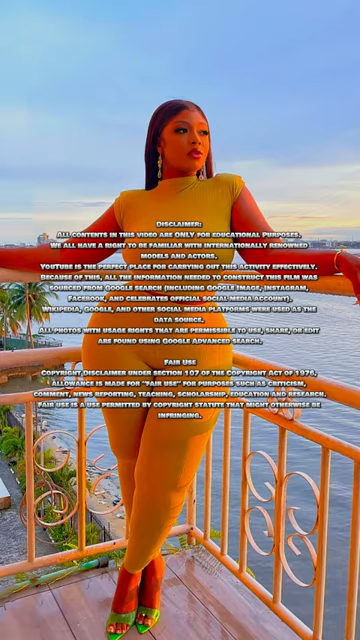 Disclaimer:
All contents in this video are ONLY for educational purposes.
We all have a right to be familiar with internationally renowned
models and actors.
YouTube is the perfect place for carrying out this activity effectively.
Because of this, all the information needed to construct this film was
sourced from Google search (including Google image, Instagram,
Facebook, and celebrates official social media account).
Wikipedia, Google, and other social media platforms were used as the
data source.
All photos with usage rights that are permissible to use, share, or edit
are found using Google Advanced search.
Fair Use
Copyright Disclaimer under section 107 of the Copyright Act of 1976,
allowance is made for "fair use" for purposes such as criticism,
comment, news reporting, teaching, scholarship, education and research.
Fair use is a use permitted by copyright statute that might otherwise be
infringing.